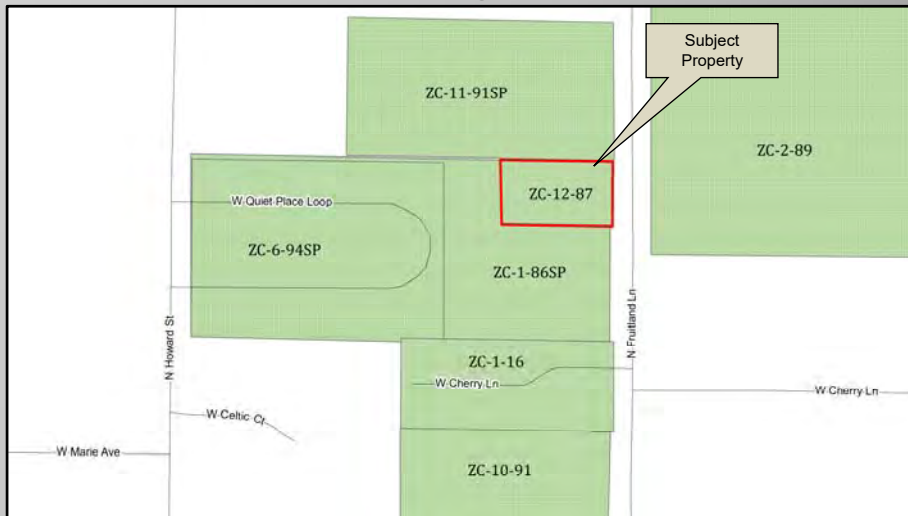 Subject
Property
ZC-11-91SP
ZC-2-89
ZC-12-87
W Quiet Place Loop
ZC-6-94SP
ZC-1-86SP
N Howard St
N Fruitland Ln
ZC-1-16
W Cherry Ln
W Cherry Ln
W Celtic Ct
W Marie Ave
ZC-10-91